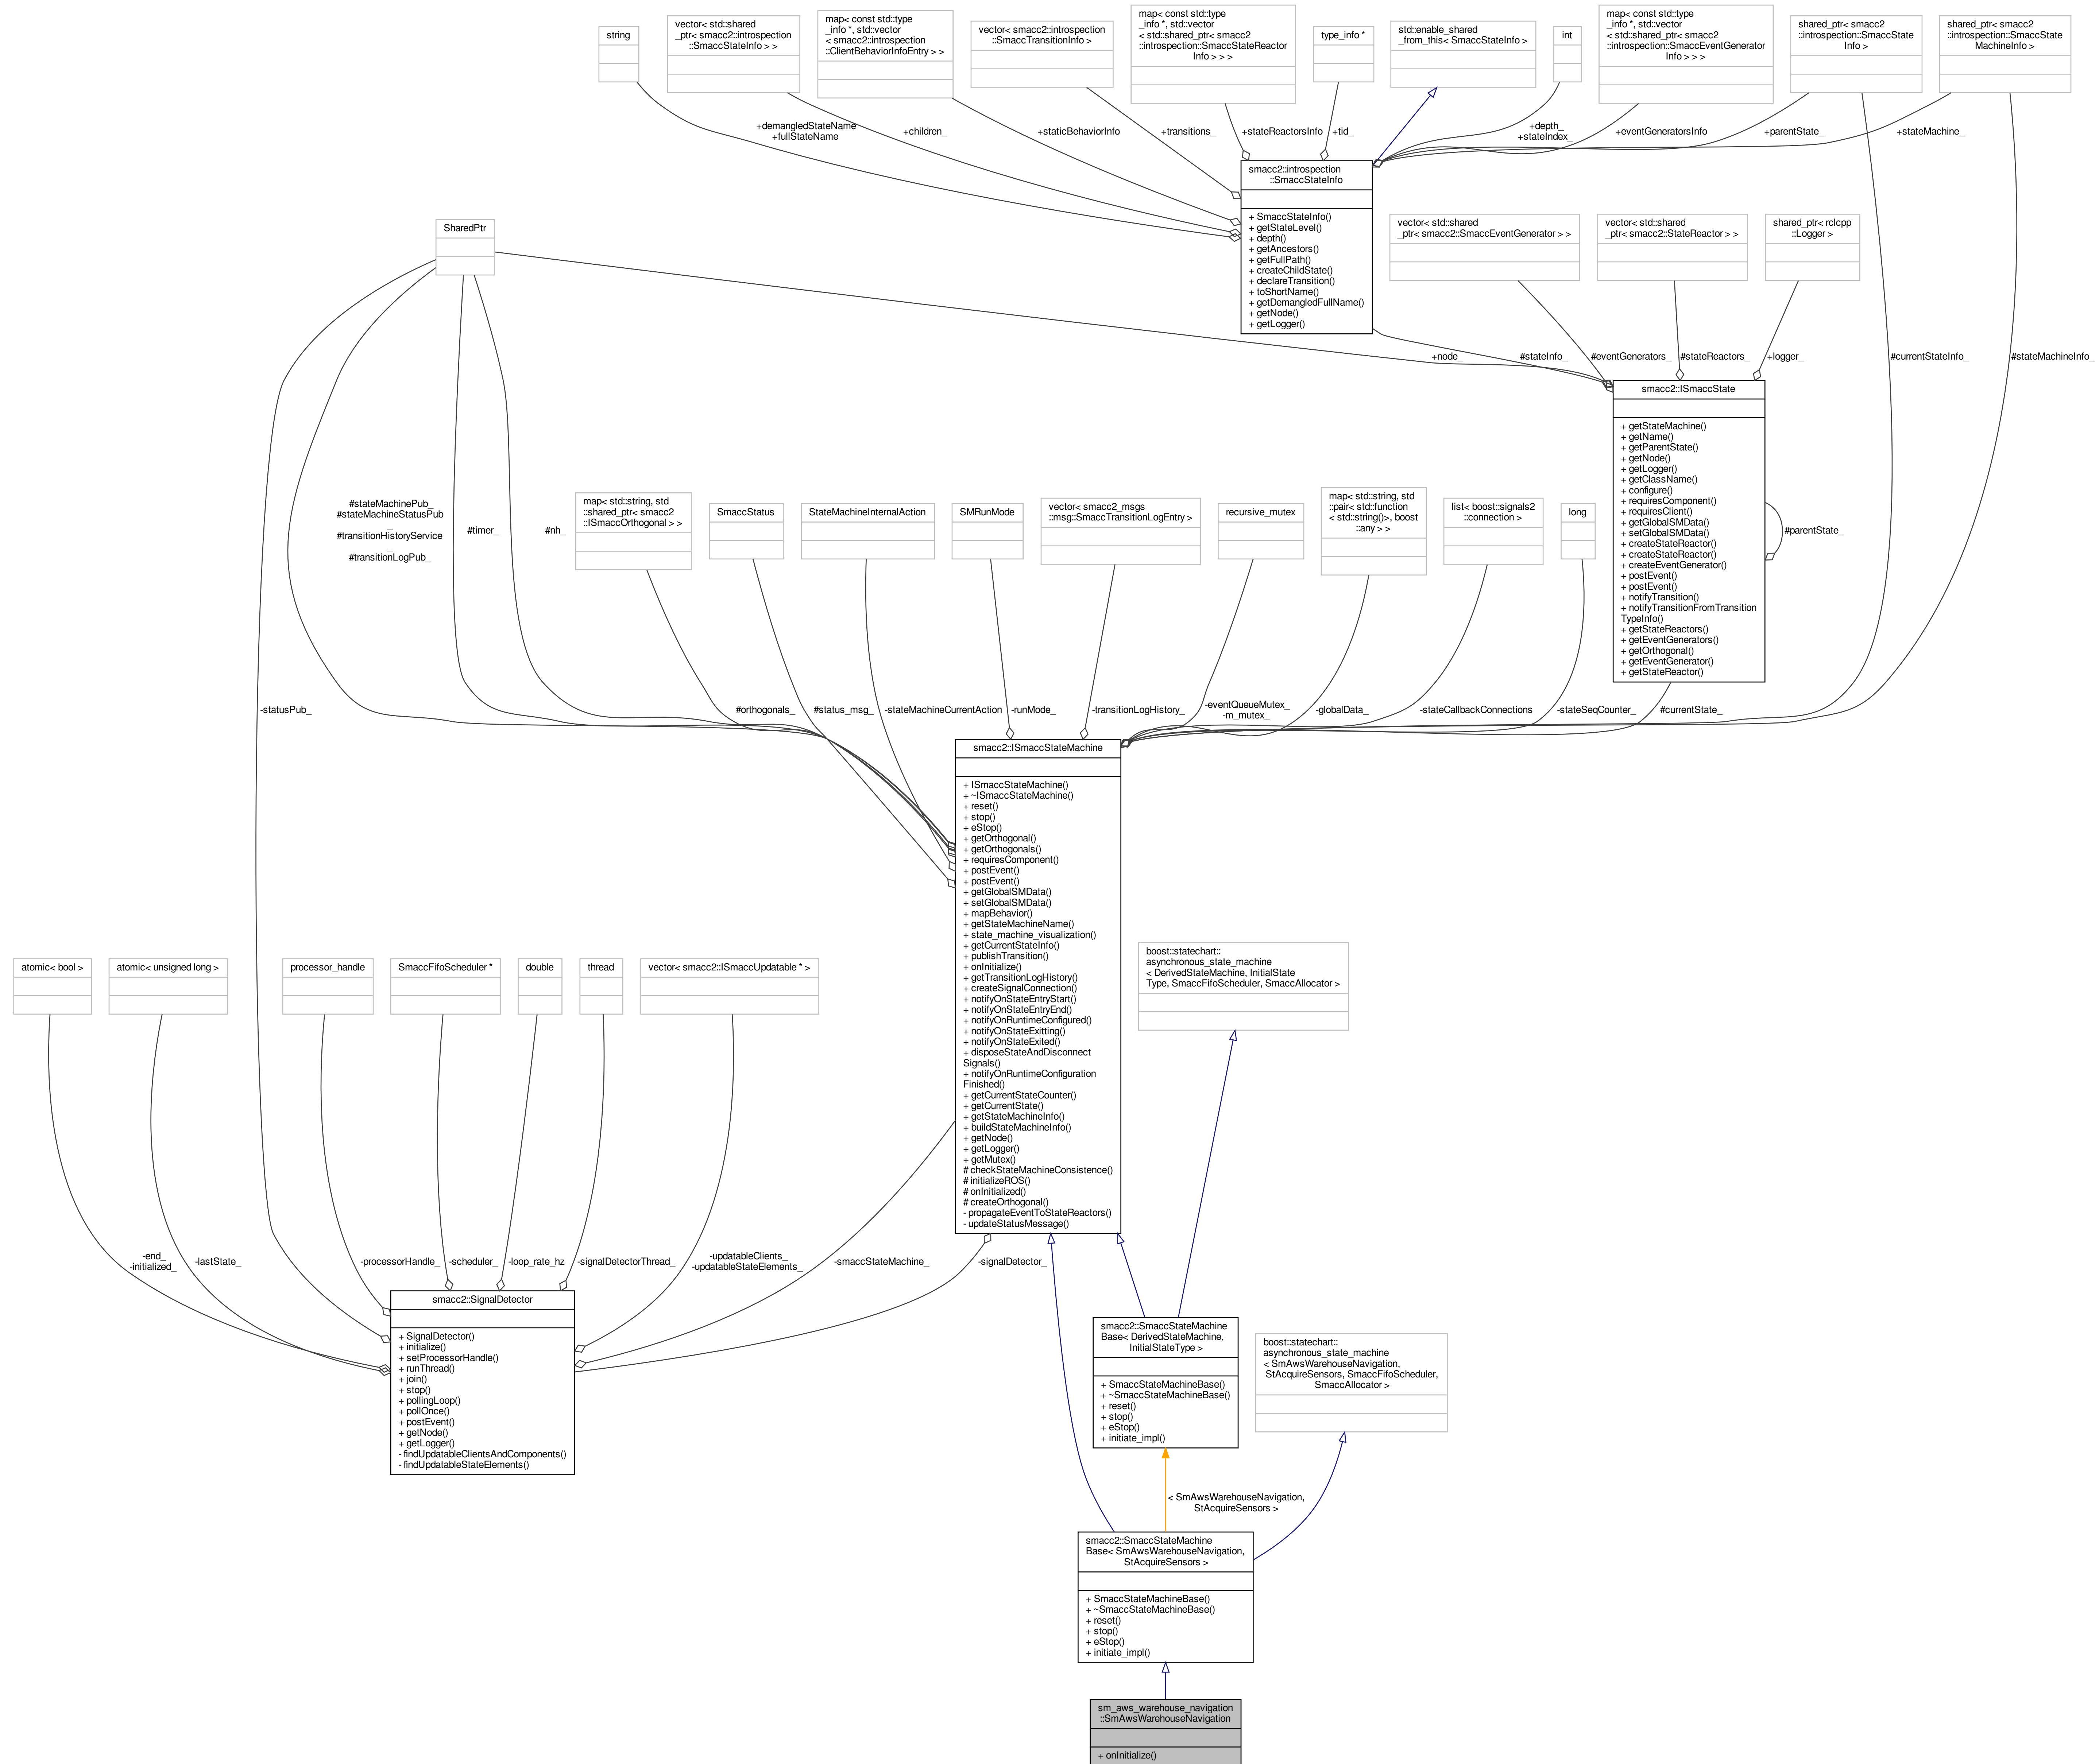 string
vector< std::shared
_ptr< smacc2::introspection
::SmaccStateInfo > >
map< const std::type
_info *, std::vector
< smacc2::introspection
::ClientBehaviorInfoEntry > >
vector< smacc2::introspection
::SmaccTransitionInfo >
map< const std::type
_info *, std::vector
< std::shared_ptr< smacc2
::introspection::SmaccStateReactor
Info > > >
type_info *
std::enable_shared
_from_this< SmaccStateInfo >
int
map< const std::type
_info *, std::vector
< std::shared_ptr< smacc2
::introspection::SmaccEventGenerator
Info > > >
shared_ptr< smacc2
::introspection::SmaccState
Info >
shared_ptr< smacc2
::introspection::SmaccState
MachineInfo >
+demangledStateName
+fullStateName
+children_
+staticBehaviorInfo
+transitions_
+stateReactorsInfo
+tid_
+depth_
+stateIndex_
+eventGeneratorsInfo
+parentState_
+stateMachine_
smacc2::introspection
::SmaccStateInfo
+ SmaccStateInfo()
+ getStateLevel()
+ depth()
+ getAncestors()
+ getFullPath()
+ createChildState()
+ declareTransition()
+ toShortName()
+ getDemangledFullName()
+ getNode()
+ getLogger()
SharedPtr
vector< std::shared
_ptr< smacc2::SmaccEventGenerator > >
vector< std::shared
_ptr< smacc2::StateReactor > >
shared_ptr< rclcpp
::Logger >
+node_
#stateInfo_
#eventGenerators_
#stateReactors_
+logger_
#currentStateInfo_
#stateMachineInfo_
smacc2::ISmaccState
+ getStateMachine()
+ getName()
+ getParentState()
+ getNode()
+ getLogger()
+ getClassName()
+ configure()
+ requiresComponent()
+ requiresClient()
+ getGlobalSMData()
+ setGlobalSMData()
+ createStateReactor()
+ createStateReactor()
+ createEventGenerator()
+ postEvent()
+ postEvent()
+ notifyTransition()
+ notifyTransitionFromTransition
TypeInfo()
+ getStateReactors()
+ getEventGenerators()
+ getOrthogonal()
+ getEventGenerator()
+ getStateReactor()
#parentState_
#stateMachinePub_
#stateMachineStatusPub
_
#transitionHistoryService
_
#transitionLogPub_
#timer_
#nh_
map< std::string, std
::shared_ptr< smacc2
::ISmaccOrthogonal > >
SmaccStatus
StateMachineInternalAction
SMRunMode
vector< smacc2_msgs
::msg::SmaccTransitionLogEntry >
recursive_mutex
map< std::string, std
::pair< std::function
< std::string()>, boost
::any > >
list< boost::signals2
::connection >
long
-statusPub_
#orthogonals_
#status_msg_
-stateMachineCurrentAction
-runMode_
-transitionLogHistory_
-eventQueueMutex_
-m_mutex_
-globalData_
-stateCallbackConnections
-stateSeqCounter_
#currentState_
smacc2::ISmaccStateMachine
+ ISmaccStateMachine()
+ ~ISmaccStateMachine()
+ reset()
+ stop()
+ eStop()
+ getOrthogonal()
+ getOrthogonals()
+ requiresComponent()
+ postEvent()
+ postEvent()
+ getGlobalSMData()
+ setGlobalSMData()
+ mapBehavior()
+ getStateMachineName()
+ state_machine_visualization()
+ getCurrentStateInfo()
+ publishTransition()
+ onInitialize()
+ getTransitionLogHistory()
+ createSignalConnection()
+ notifyOnStateEntryStart()
+ notifyOnStateEntryEnd()
+ notifyOnRuntimeConfigured()
+ notifyOnStateExitting()
+ notifyOnStateExited()
+ disposeStateAndDisconnect
Signals()
+ notifyOnRuntimeConfiguration
Finished()
+ getCurrentStateCounter()
+ getCurrentState()
+ getStateMachineInfo()
+ buildStateMachineInfo()
+ getNode()
+ getLogger()
+ getMutex()
# checkStateMachineConsistence()
# initializeROS()
# onInitialized()
# createOrthogonal()
- propagateEventToStateReactors()
- updateStatusMessage()
atomic< bool >
atomic< unsigned long >
processor_handle
SmaccFifoScheduler *
double
thread
vector< smacc2::ISmaccUpdatable * >
boost::statechart::
asynchronous_state_machine
< DerivedStateMachine, InitialState
Type, SmaccFifoScheduler, SmaccAllocator >
-end_
-initialized_
-lastState_
-processorHandle_
-scheduler_
-loop_rate_hz
-signalDetectorThread_
-updatableClients_
-updatableStateElements_
-smaccStateMachine_
-signalDetector_
smacc2::SignalDetector
+ SignalDetector()
+ initialize()
+ setProcessorHandle()
+ runThread()
+ join()
+ stop()
+ pollingLoop()
+ pollOnce()
+ postEvent()
+ getNode()
+ getLogger()
- findUpdatableClientsAndComponents()
- findUpdatableStateElements()
smacc2::SmaccStateMachine
Base< DerivedStateMachine,
InitialStateType >
+ SmaccStateMachineBase()
+ ~SmaccStateMachineBase()
+ reset()
+ stop()
+ eStop()
+ initiate_impl()
boost::statechart::
asynchronous_state_machine
< SmAwsWarehouseNavigation,
StAcquireSensors, SmaccFifoScheduler,
SmaccAllocator >
< SmAwsWarehouseNavigation,
StAcquireSensors >
smacc2::SmaccStateMachine
Base< SmAwsWarehouseNavigation,
StAcquireSensors >
+ SmaccStateMachineBase()
+ ~SmaccStateMachineBase()
+ reset()
+ stop()
+ eStop()
+ initiate_impl()
sm_aws_warehouse_navigation
::SmAwsWarehouseNavigation
+ onInitialize()